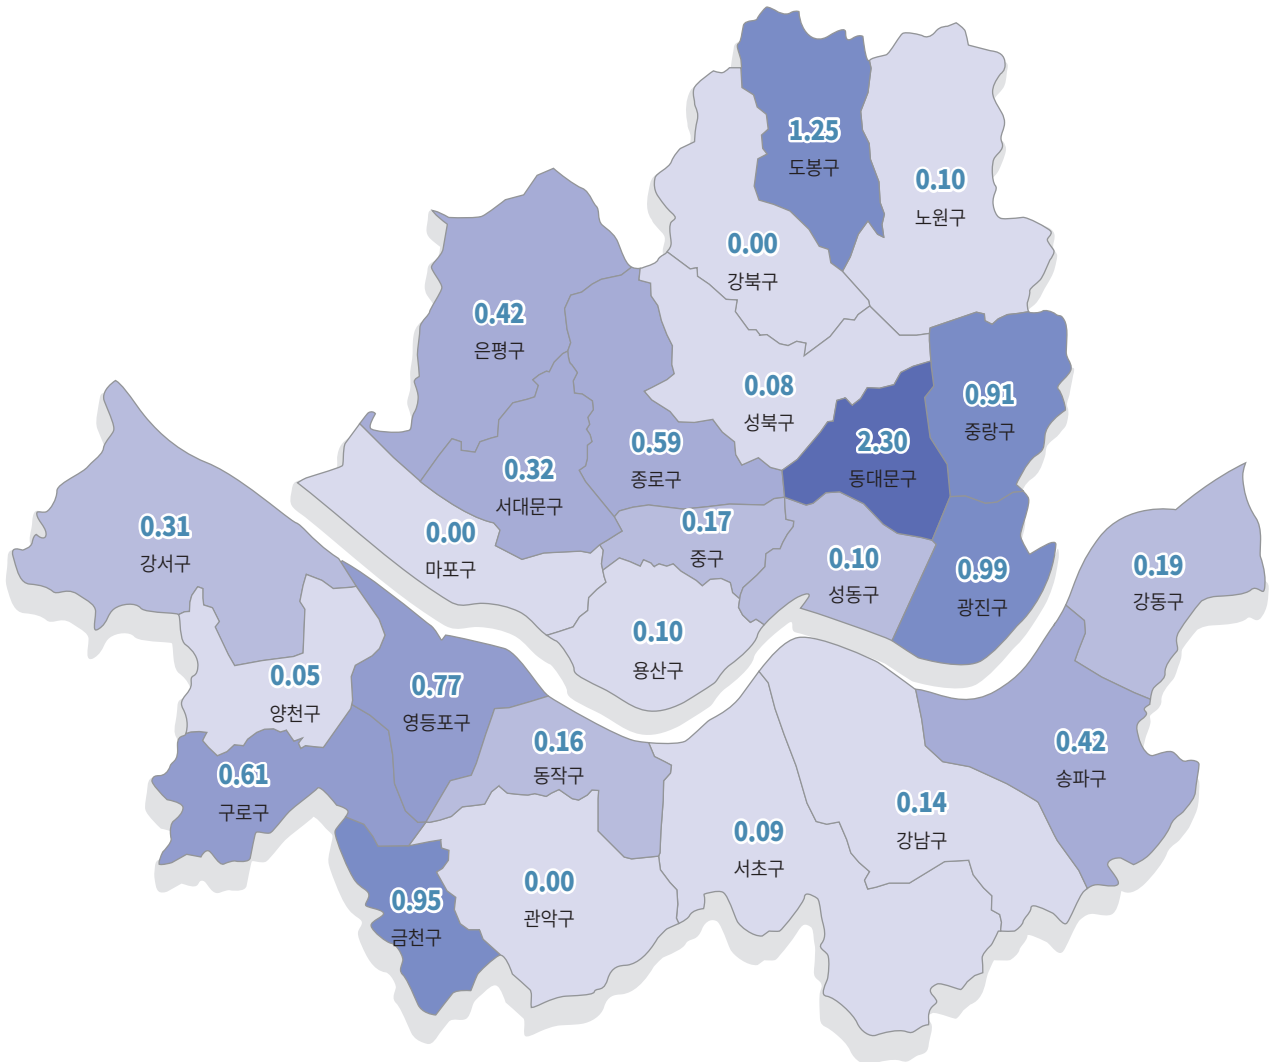 1.25
도봉구
0.10
노원구
0.00
강북구
0.42
은평구
0.08
성북구
0.91
중랑구
2.30
동대문구
0.59
종로구
0.32
서대문구
0.00
마포구
0.17
중구
0.10
성동구
0.99
광진구
0.31
강서구
0.19
강동구
0.10
용산구
0.05
양천구
0.77
영등포구
0.16
동작구
0.42
송파구
0.61
구로구
0.14
강남구
0.09
서초구
0.00
관악구
0.95
금천구